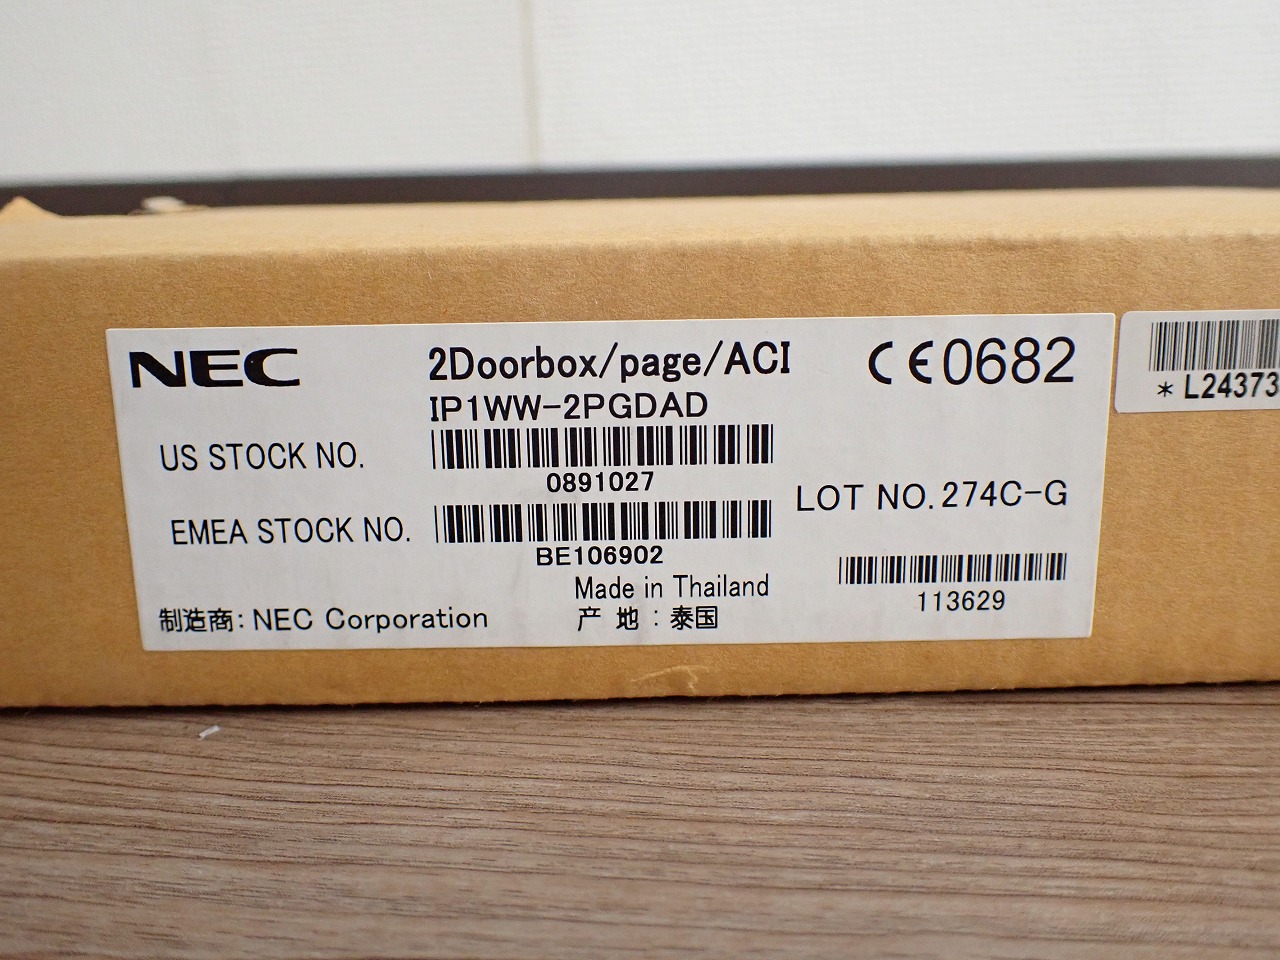 NEC
2Doorbox/page/ACI
IP1WW-2PGDAD
CE0682
US STOCK NO.
0891027
EMEA STOCK NO.
BE106902
LOT NO. 274C-G
Made in Thailand
113629
制造商: NEC Corporation
产 地 : 泰国
* L24373